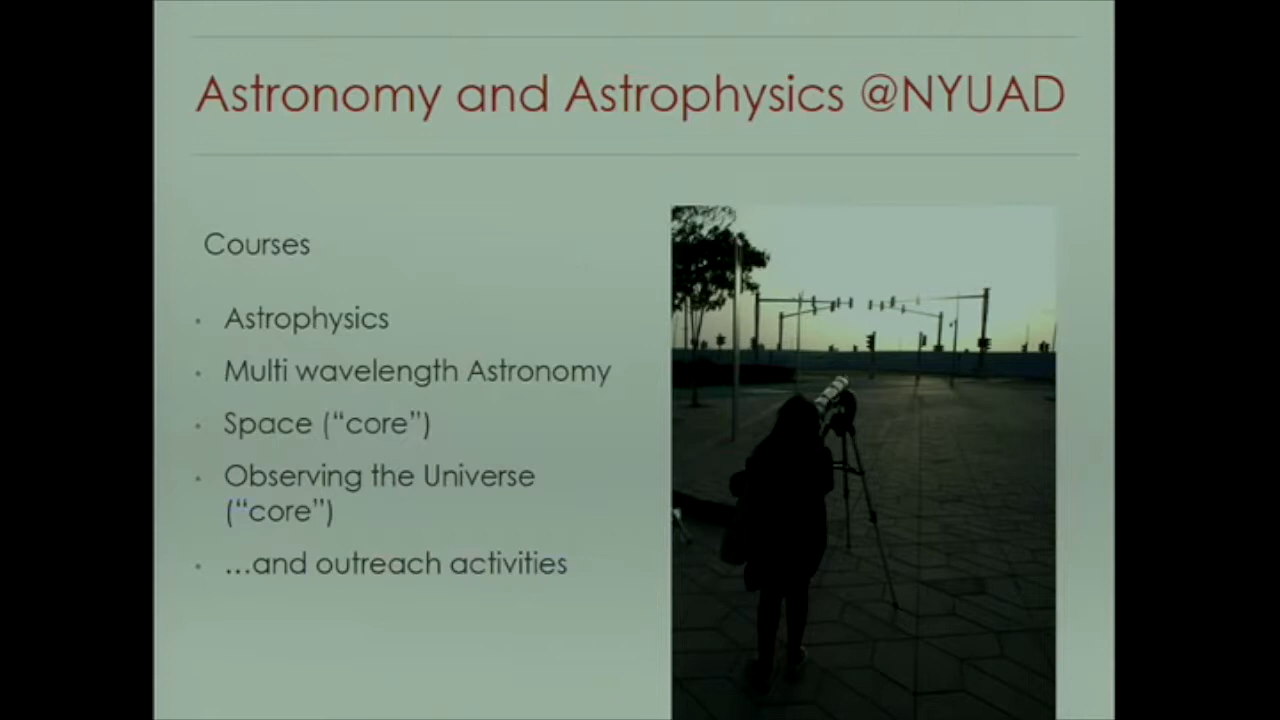 Astronomy and Astrophysics @NYUAD
Courses
Astrophysics
Multi wavelength Astronomy
Space (“core”)
Observing the Universe
(“core”)
…and outreach activities